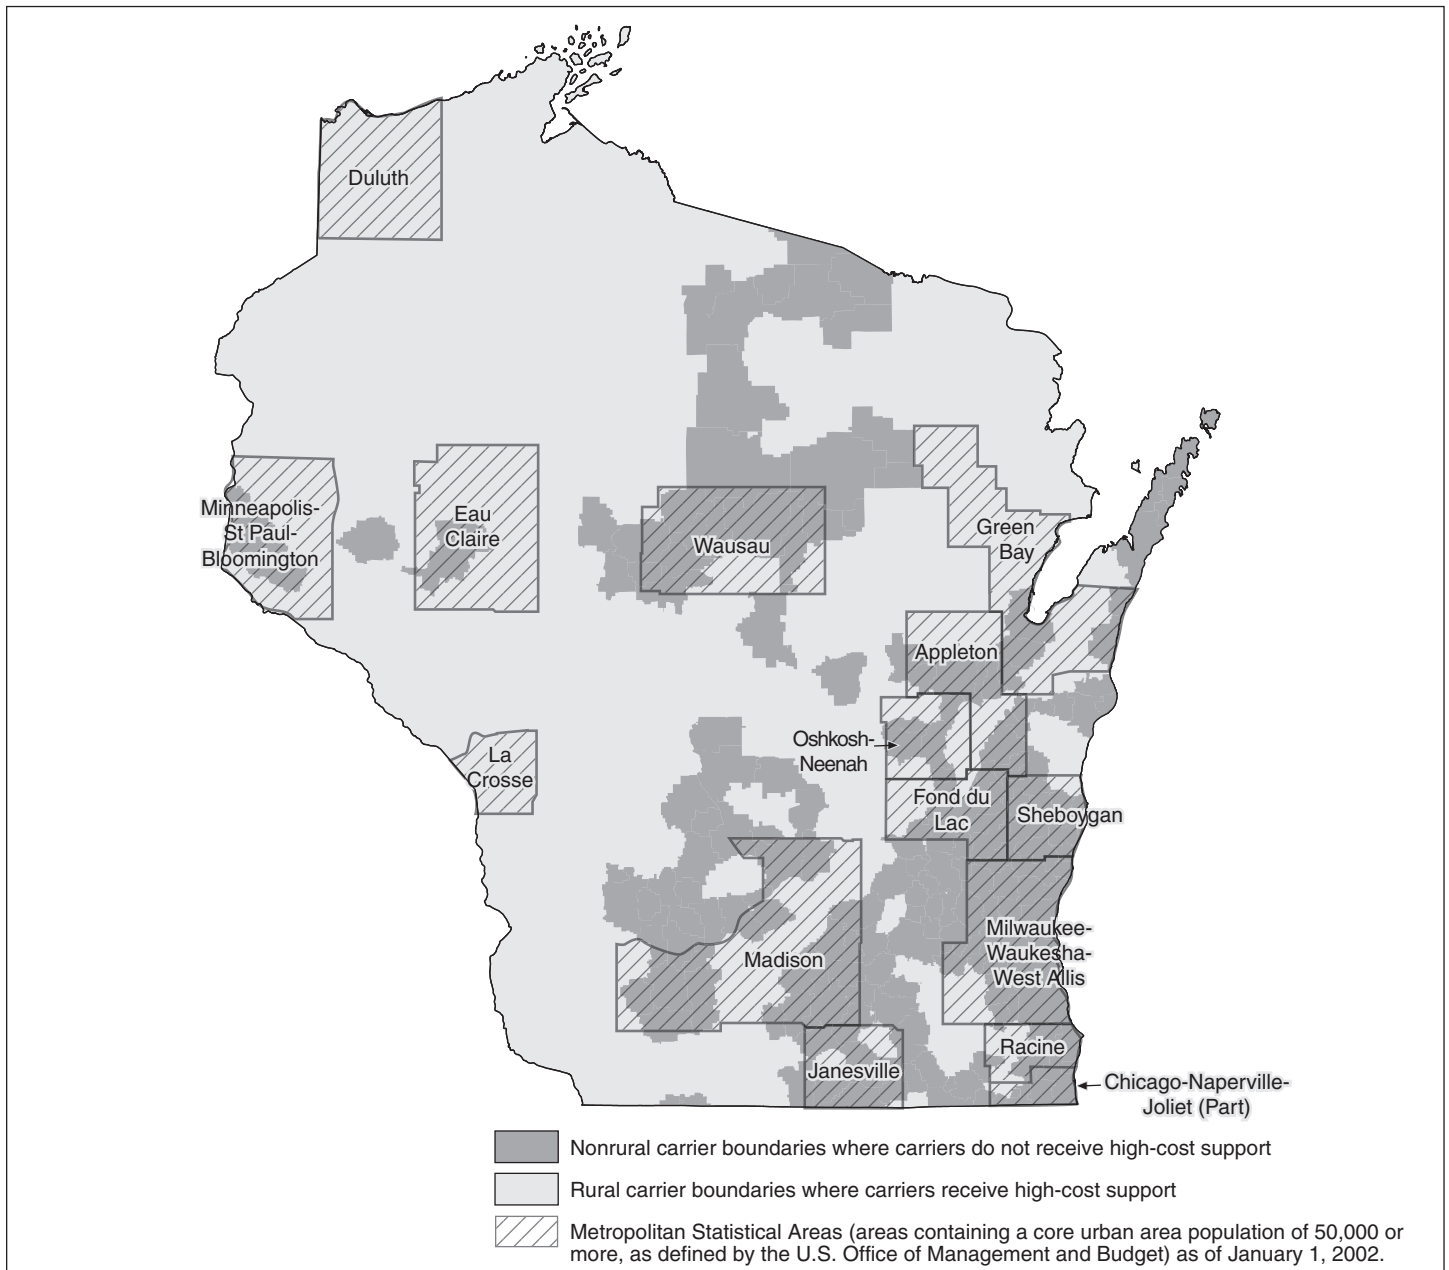 Duluth
Minneapolis-
St Paul-
Bloomington
Eau
Claire
Wausau
Green
Bay
Appleton
Oshkosh-
Neenah
La
Crosse
Fond du
Lac
Sheboygan
Madison
Milwaukee-
Waukesha-
West Allis
Racine
Janesville
Chicago-Naperville-
Joliet (Part)
Nonrural carrier boundaries where carriers do not receive high-cost support
Rural carrier boundaries where carriers receive high-cost support
Metropolitan Statistical Areas (areas containing a core urban area population of 50,000 or
more, as defined by the U.S. Office of Management and Budget) as of January 1, 2002.